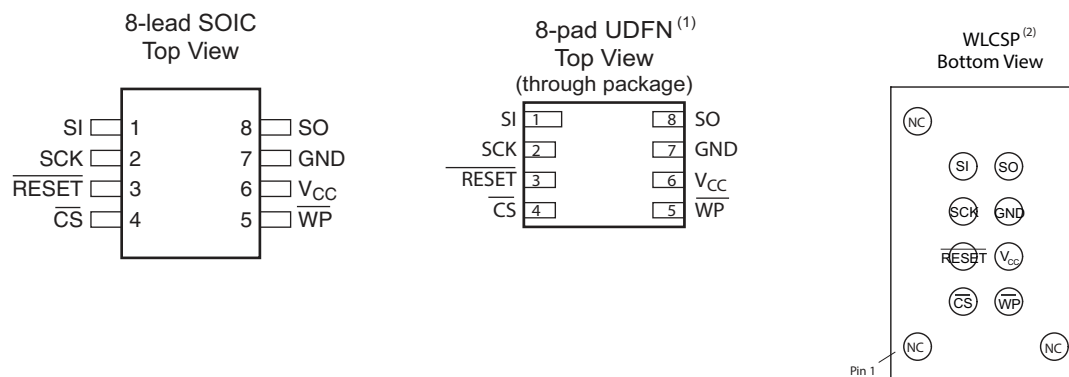 8-lead SOIC
Top View
SI 1 8 SO
SCK 2 7 GND
RESET 3 6 VCC
CS 4 5 WP
8-pad UDFN (1)
Top View
(through package)
SI 1 8 SO
SCK 2 7 GND
RESET 3 6 VCC
CS 4 5 WP
WLCSP (2)
Bottom View
NC
SI SO
SCK GND
RESET VCC
CS WP
NC NC
Pin 1